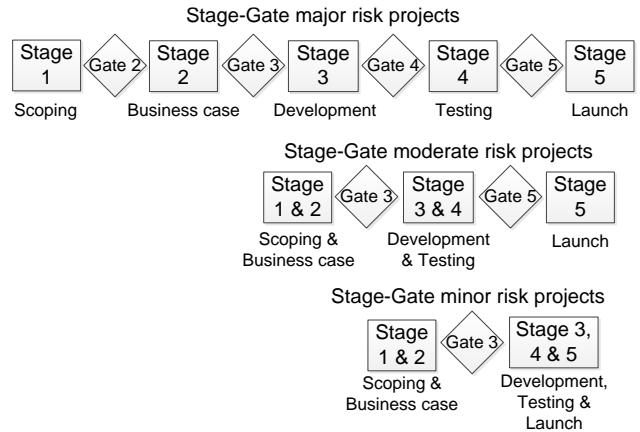 Stage-Gate major risk projects
Stage
1
Gate 2
Stage
2
Gate 3
Stage
3
Gate 4
Stage
4
Gate 5
Stage
5
Scoping
Business case
Development
Testing
Launch
Stage-Gate moderate risk projects
Stage
1 & 2
Gate 3
Stage
3 & 4
Gate 5
Stage
5
Scoping &
Business case
Development
& Testing
Launch
Stage-Gate minor risk projects
Stage
1 & 2
Gate 3
Stage 3,
4 & 5
Scoping &
Business case
Development,
Testing &
Launch